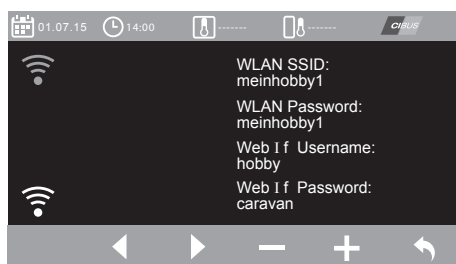 01.07.15 14:00 ------- ------- CIBUS
WLAN SSID:
meinhobby1
WLAN Password:
meinhobby1
Web If Username:
hobby
Web If Password:
caravan